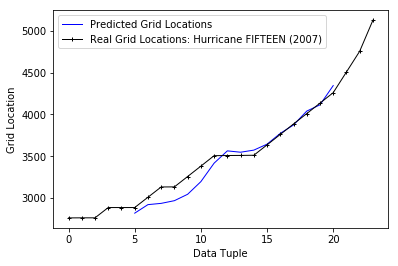 Predicted Grid Locations
Real Grid Locations: Hurricane FIFTEEN (2007)
5000
4500
4000
3500
3000
Grid Location
0 5 10 15 20
Data Tuple